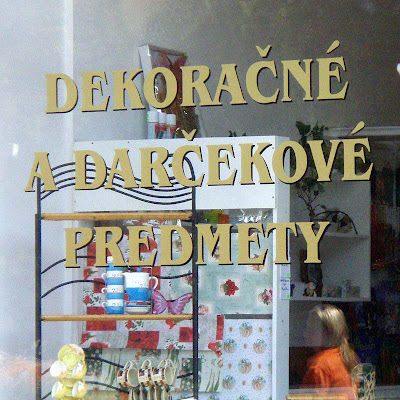 DEKORAČNÉ
A DARČEKOVÉ
PREDMETY